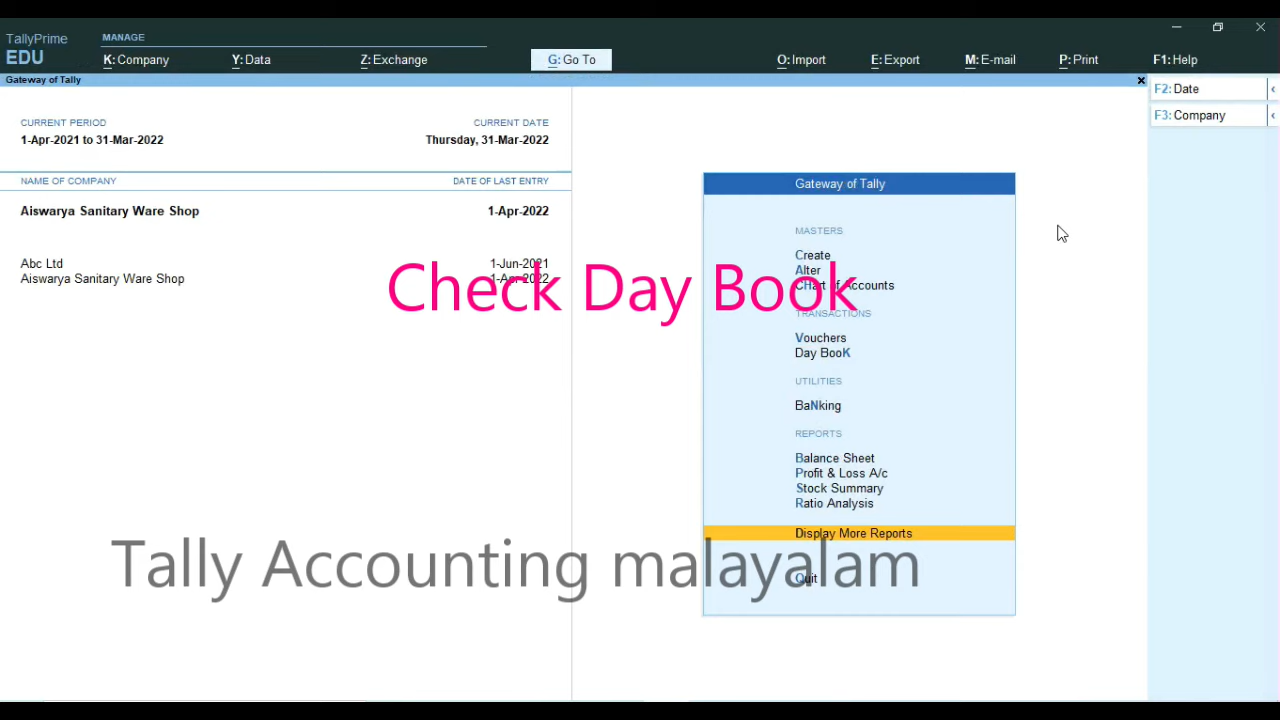 TallyPrime
EDU
MANAGE
K: Company
Y: Data
Z: Exchange
G: Go To
O: Import
E: Export
M: E-mail
P: Print
F1: Help
Gateway of Tally
F2: Date
F3: Company
CURRENT PERIOD
CURRENT DATE
1-Apr-2021 to 31-Mar-2022
Thursday, 31-Mar-2022
NAME OF COMPANY
DATE OF LAST ENTRY
Aiswarya Sanitary Ware Shop
1-Apr-2022
Abc Ltd
1-Jun-2021
Aiswarya Sanitary Ware Shop
1-Apr-2022
Check Day Book
Gateway of Tally
MASTERS
Create
Alter
CHart of Accounts
TRANSACTIONS
Vouchers
Day BooK
UTILITIES
BaNking
REPORTS
Balance Sheet
Profit & Loss A/c
Stock Summary
Ratio Analysis
Display More Reports
Quit
Tally Accounting malayalam